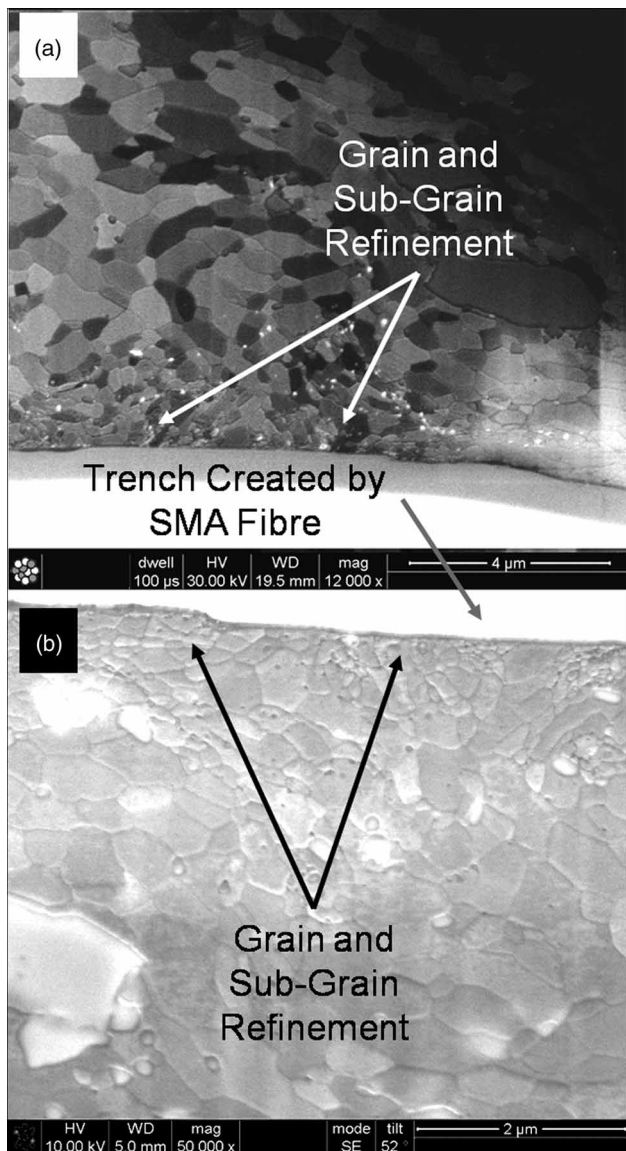 (a)
Grain and
Sub-Grain
Refinement
Trench Created by
SMA Fibre
dwell HV WD mag 4 µm
100 µs 30.00 kV 19.5 mm 12 000 x
(b)
Grain and
Sub-Grain
Refinement
HV WD mag mode tilt 2 µm
10.00 kV 5.0 mm 50 000 x SE 52 °